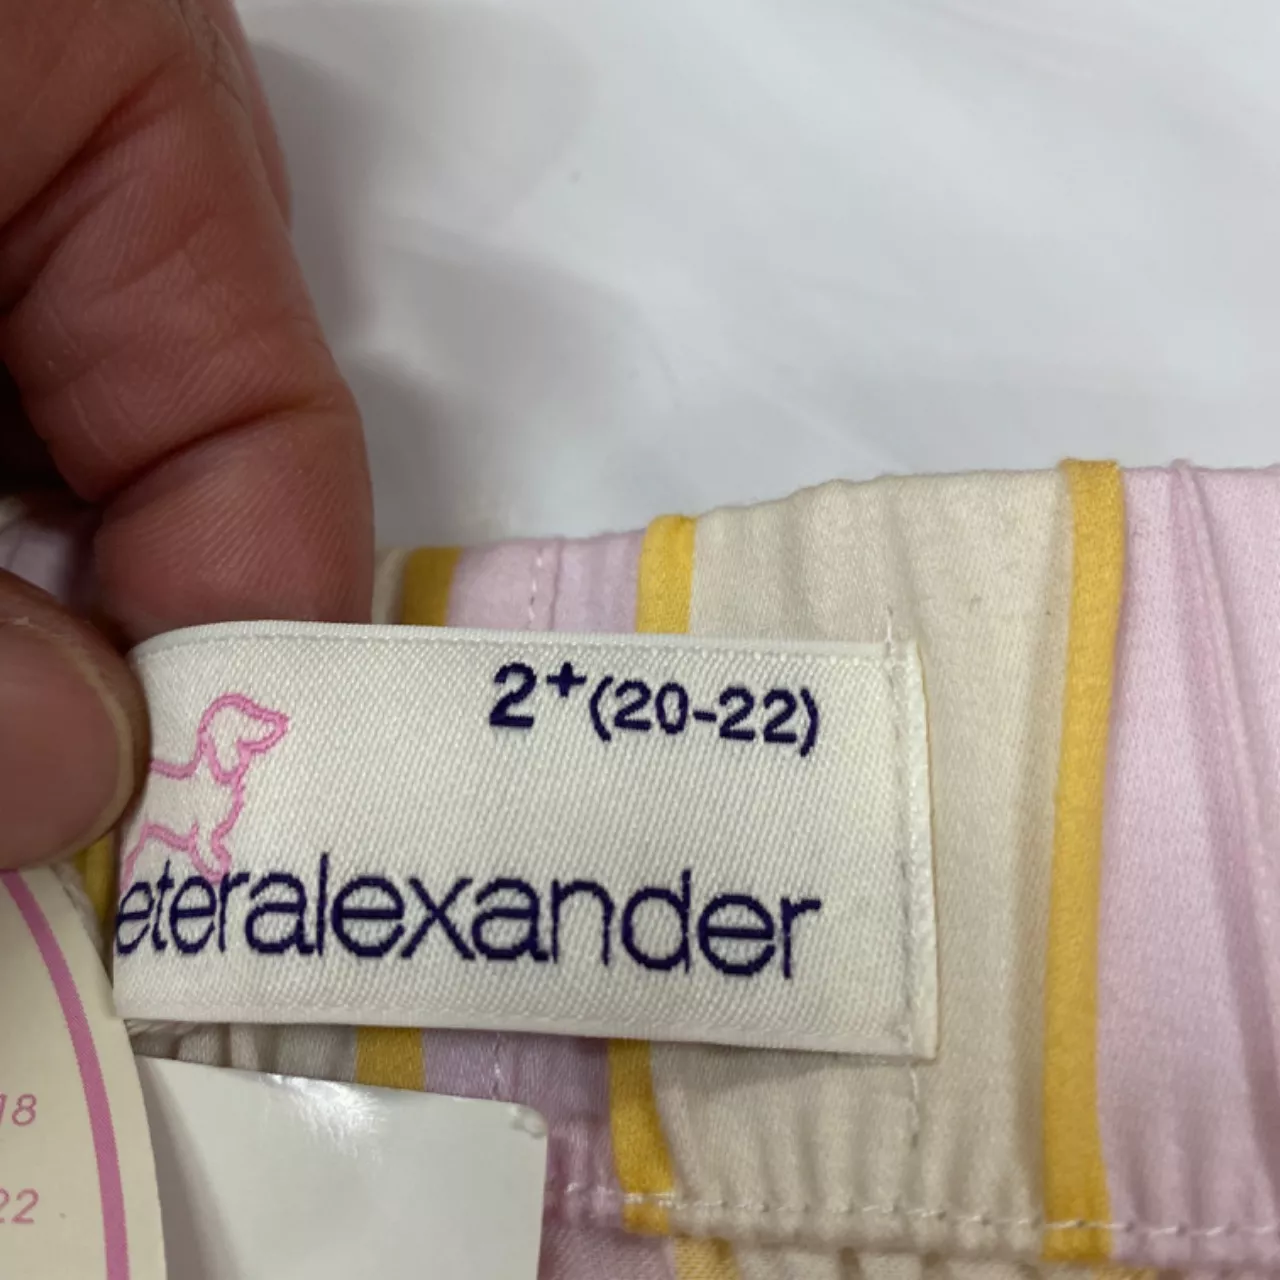 2+(20-22)
eteralexander
18
22